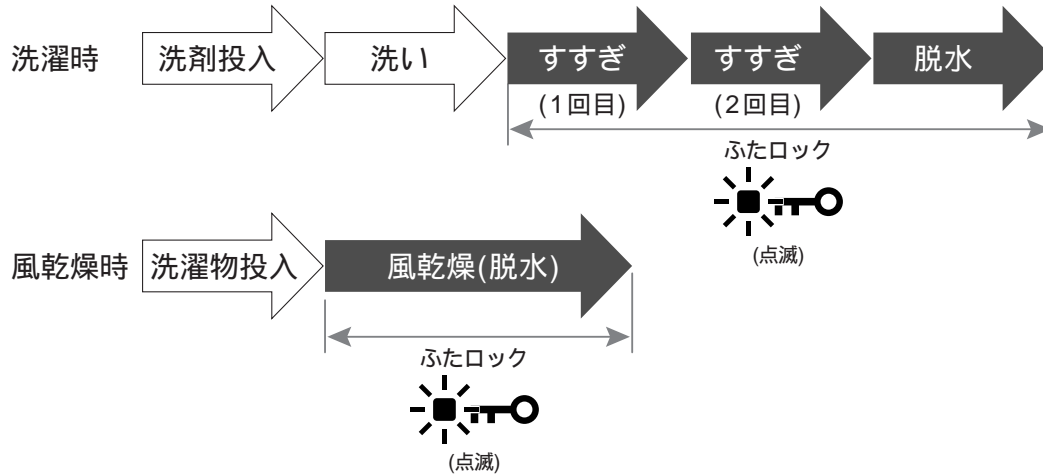 洗濯時 洗剤投入 洗い すすぎ すすぎ 脱水
(1回目) (2回目)
ふたロック
(点滅)
風乾燥時 洗濯物投入 風乾燥(脱水)
ふたロック
(点滅)